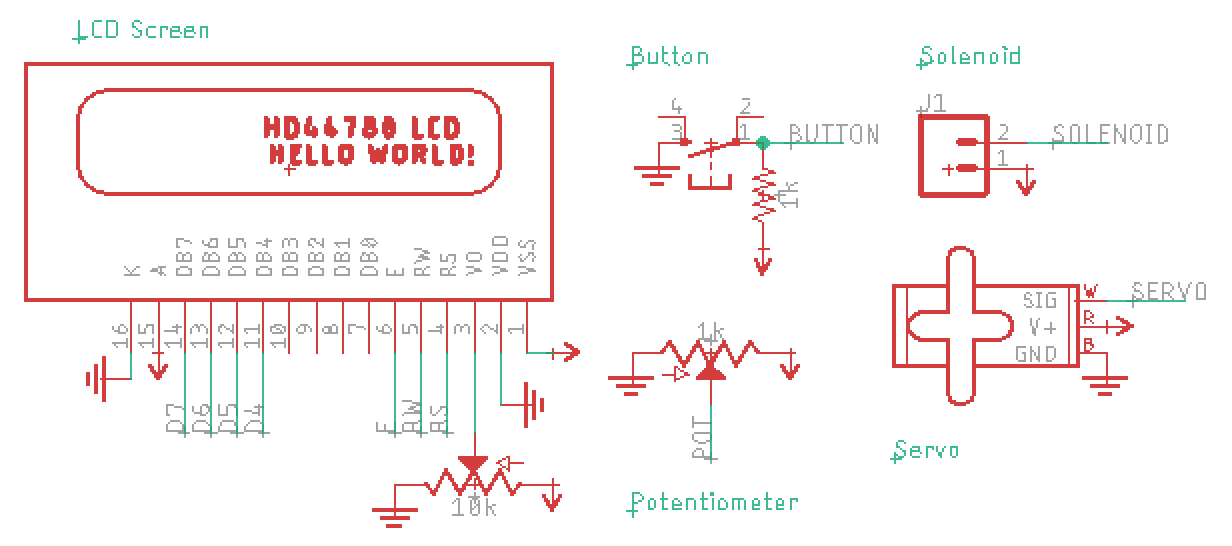 LCD Screen
HD44780 LCD
HELLO WORLD!
K
A
DB7
DB6
DB5
DB4
DB3
DB2
DB1
DB0
E
RW
RS
VO
VDD
VSS
16
15
14
13
12
11
10
9
8
7
6
5
4
3
2
1
D7
D6
D5
D4
E
RW
RS
10k
Button
4
2
3
1
BUTTON
1k
1k
POT
Potentiometer
Solenoid
J1
2
SOLENOID
1
SIG
W
SERVO
V+
R
GND
B
Servo